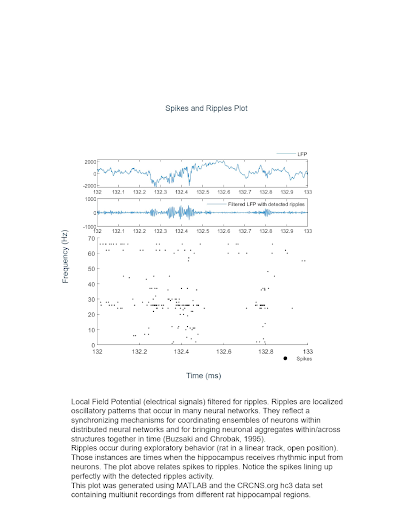 Spikes and Ripples Plot
LFP
2000
0
-2000
132 132.1 132.2 132.3 132.4 132.5 132.6 132.7 132.8 132.9 133
1000
Filtered LFP with detected ripples
0
-1000
132 132.1 132.2 132.3 132.4 132.5 132.6 132.7 132.8 132.9 133
70
60
50
40
30
20
10
0
Frequency (Hz)
132 132.2 132.4 132.6 132.8 133
Spikes
Time (ms)
Local Field Potential (electrical signals) filtered for ripples. Ripples are localized
oscillatory patterns that occur in many neural networks. They reflect a
synchronizing mechanisms for coordinating ensembles of neurons within
distributed neural networks and for bringing neuronal aggregates within/across
structures together in time (Buzsaki and Chrobak, 1995).
Ripples occur during exploratory behavior (rat in a linear track, open position).
Those instances are times when the hippocampus receives rhythmic input from
neurons. The plot above relates spikes to ripples. Notice the spikes lining up
perfectly with the detected ripples activity.
This plot was generated using MATLAB and the CRCNS.org hc3 data set
containing multiunit recordings from different rat hippocampal regions.